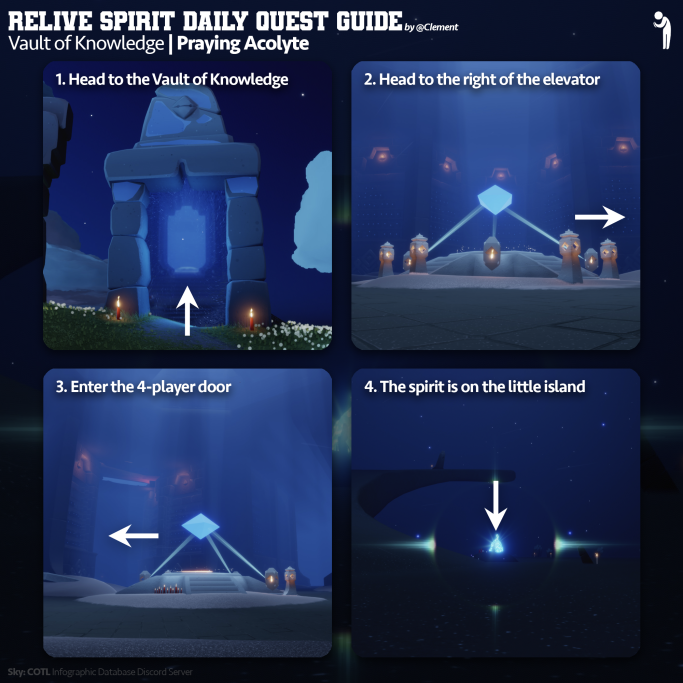 RELIVE SPIRIT DAILY QUEST GUIDE by @Clement
Vault of Knowledge | Praying Acolyte
1. Head to the Vault of Knowledge
2. Head to the right of the elevator
3. Enter the 4-player door
4. The spirit is on the little island
Sky: COTL Infographic Database Discord Server